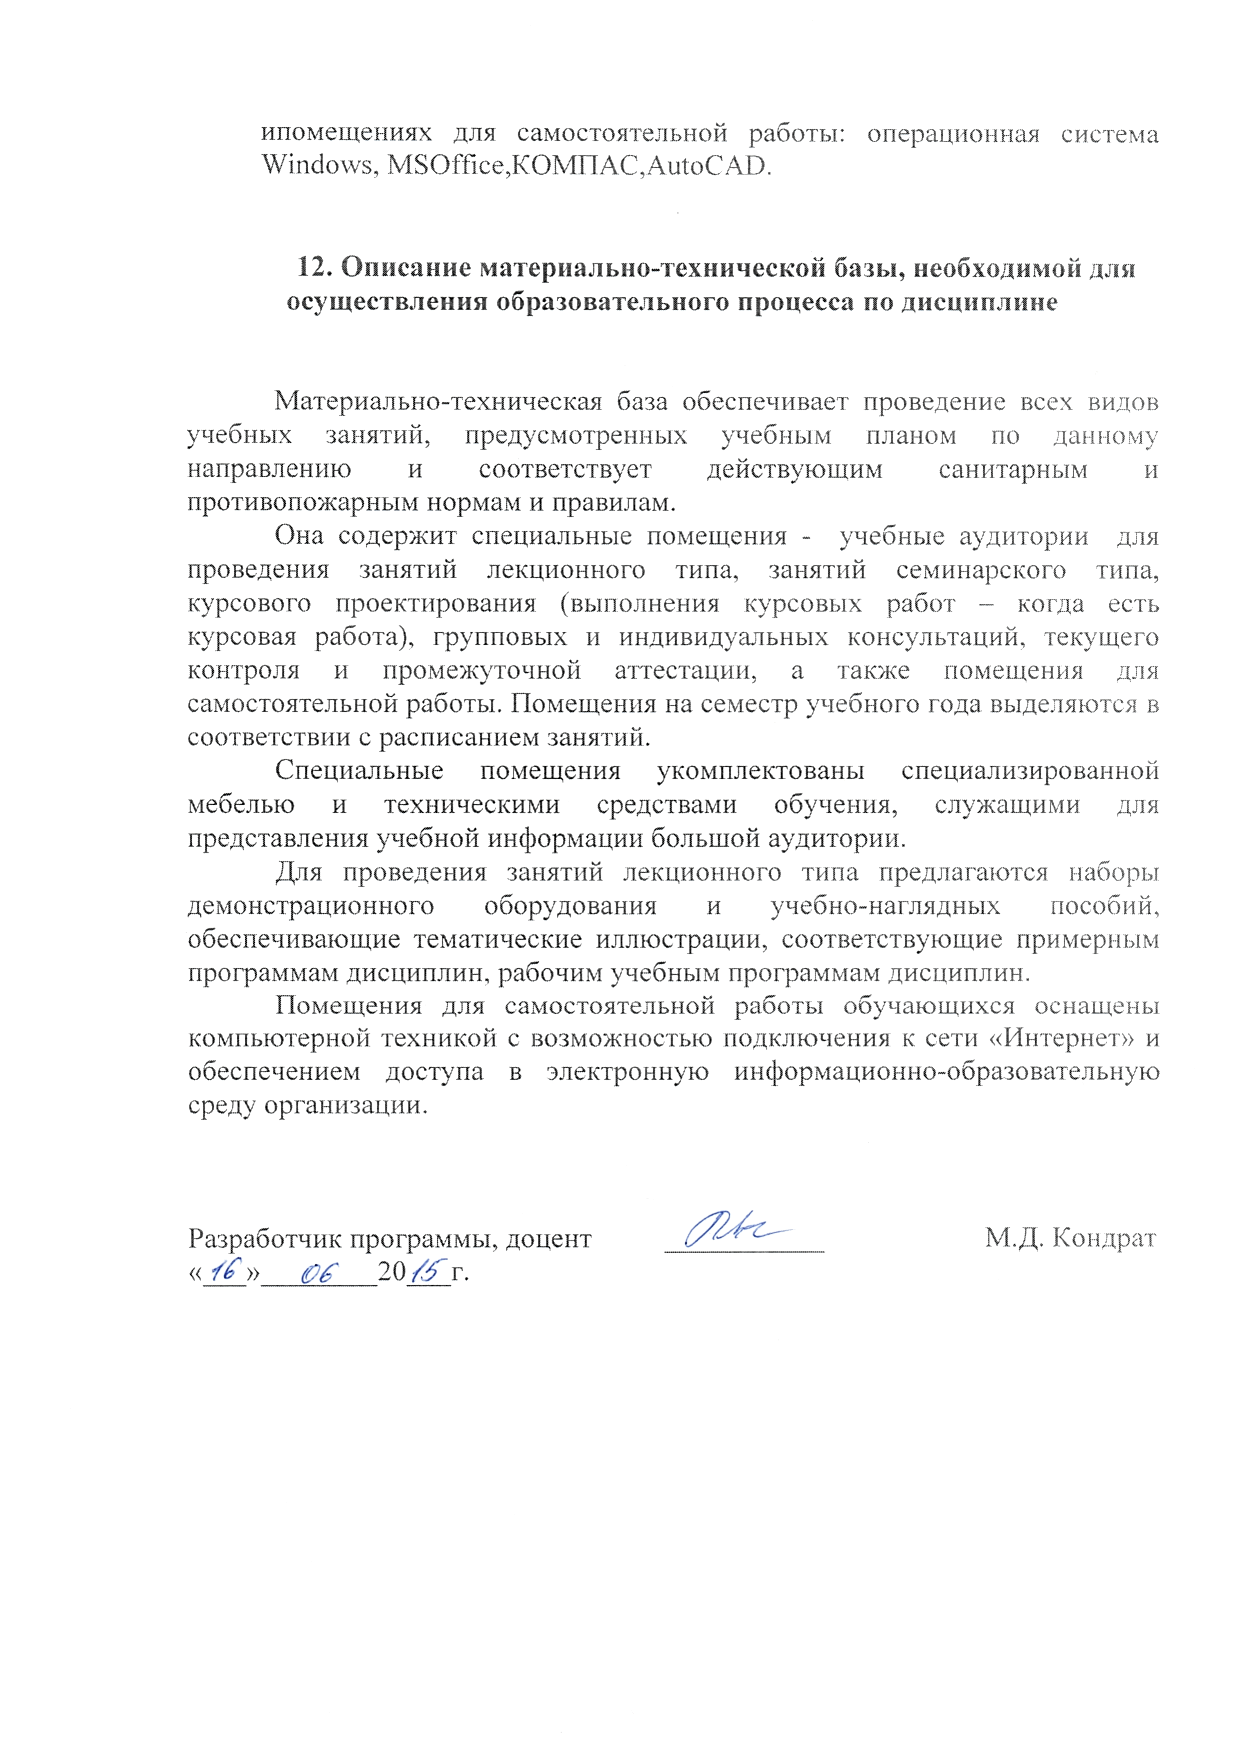 ипомещениях для самостоятельной работы: операционная система
Windows, MSOffice,КОМПАС,AutoCAD.
12. Описание материально-технической базы, необходимой для
осуществления образовательного процесса по дисциплине
Материально-техническая база обеспечивает проведение всех видов
учебных занятий, предусмотренных учебным планом по данному
направлению и соответствует действующим санитарным и
противопожарным нормам и правилам.
Она содержит специальные помещения - учебные аудитории для
проведения занятий лекционного типа, занятий семинарского типа,
курсового проектирования (выполнения курсовых работ – когда есть
курсовая работа), групповых и индивидуальных консультаций, текущего
контроля и промежуточной аттестации, а также помещения для
самостоятельной работы. Помещения на семестр учебного года выделяются в
соответствии с расписанием занятий.
Специальные помещения укомплектованы специализированной
мебелью и техническими средствами обучения, служащими для
представления учебной информации большой аудитории.
Для проведения занятий лекционного типа предлагаются наборы
демонстрационного оборудования и учебно-наглядных пособий,
обеспечивающие тематические иллюстрации, соответствующие примерным
программам дисциплин, рабочим учебным программам дисциплин.
Помещения для самостоятельной работы обучающихся оснащены
компьютерной техникой с возможностью подключения к сети «Интернет» и
обеспечением доступа в электронную информационно-образовательную
среду организации.
Разработчик программы, доцент ___________ М.Д. Кондрат
«16» 06 2015г.